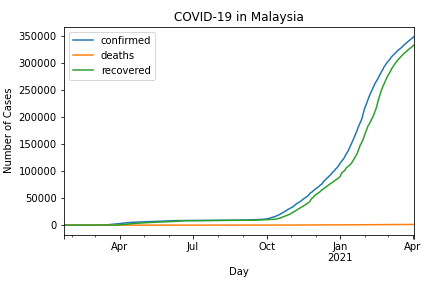 COVID-19 in Malaysia
confirmed
deaths
recovered
350000
300000
250000
200000
150000
100000
50000
0
Number of Cases
Apr
Jul
Oct
Jan
2021
Apr
Day